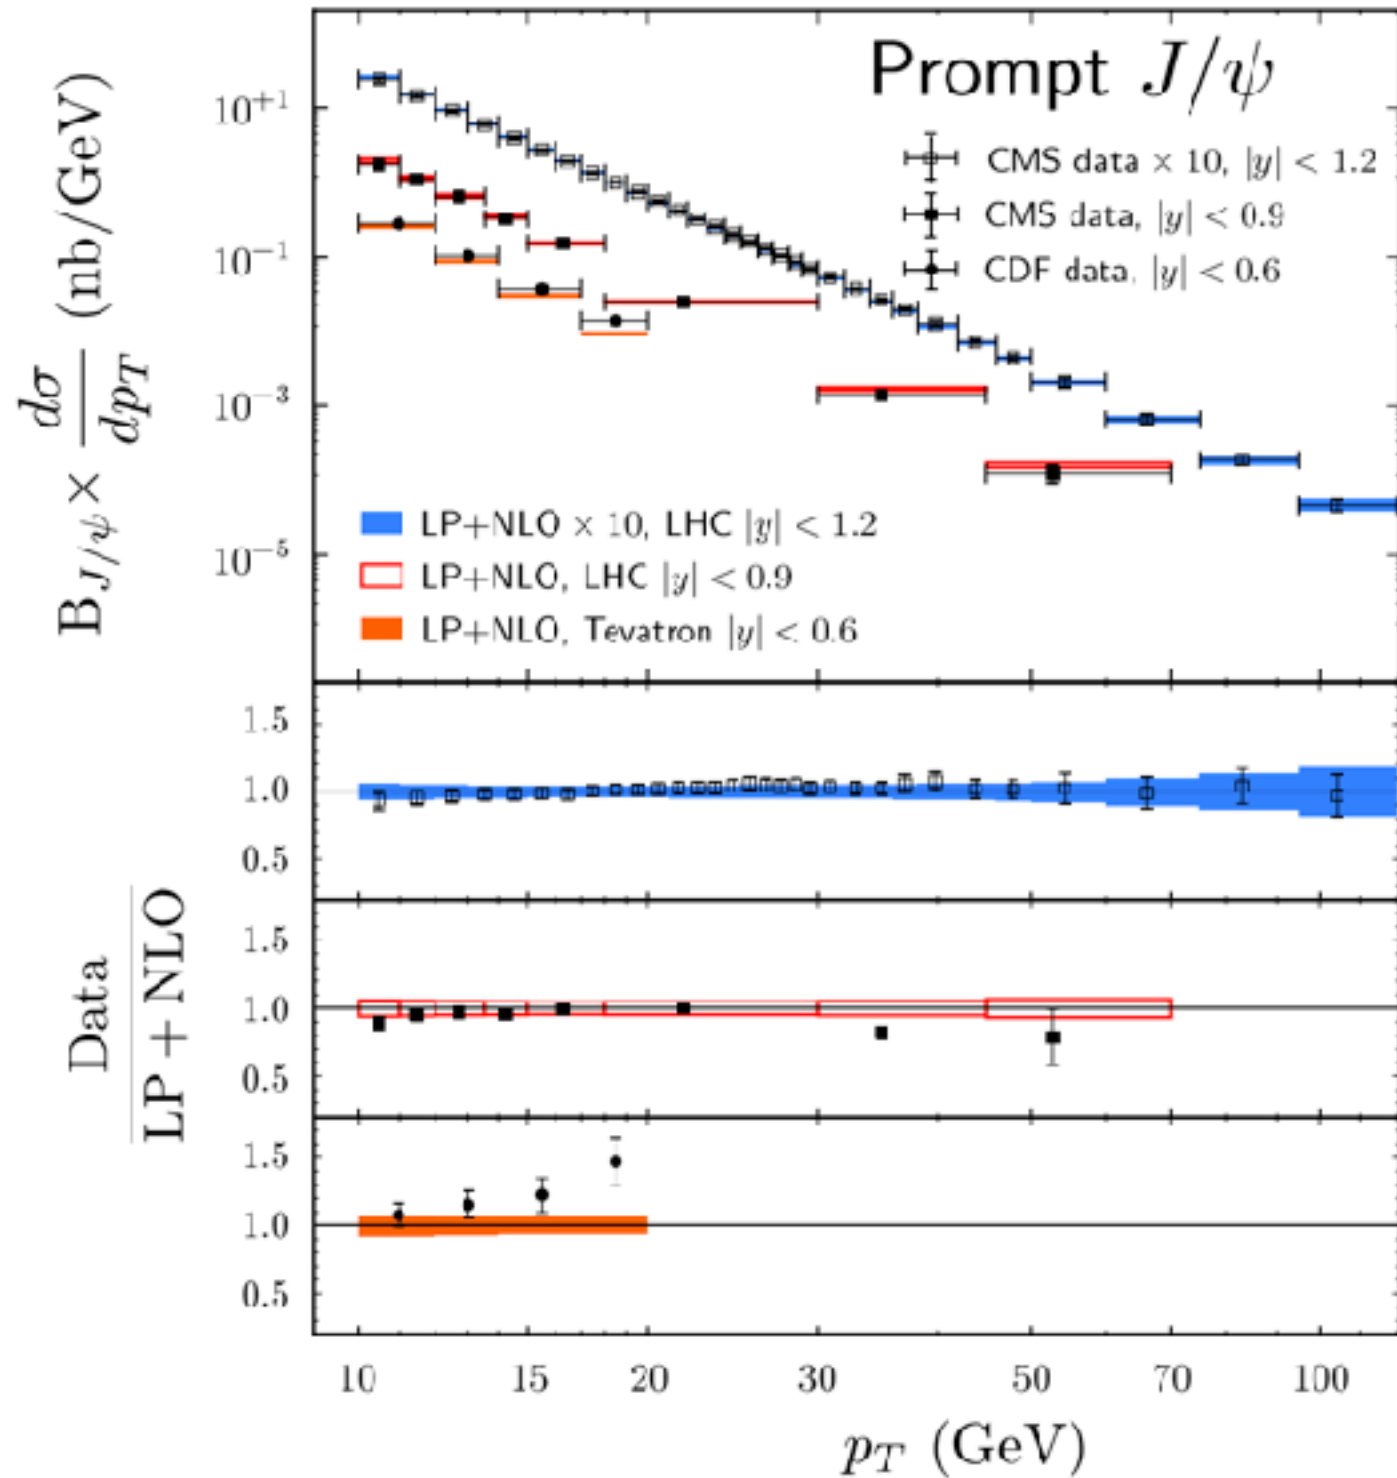 Prompt J/ψ
CMS data × 10, |y| < 1.2
CMS data, |y| < 0.9
CDF data, |y| < 0.6
B_{J/ψ} × dσ/dp_T (nb/GeV)
10^{+1}
10^{−1}
10^{−3}
10^{−5}
LP+NLO × 10, LHC |y| < 1.2
LP+NLO, LHC |y| < 0.9
LP+NLO, Tevatron |y| < 0.6
Data
LP + NLO
1.5
1.0
0.5
1.5
1.0
0.5
1.5
1.0
0.5
10 15 20 30 50 70 100
p_T (GeV)